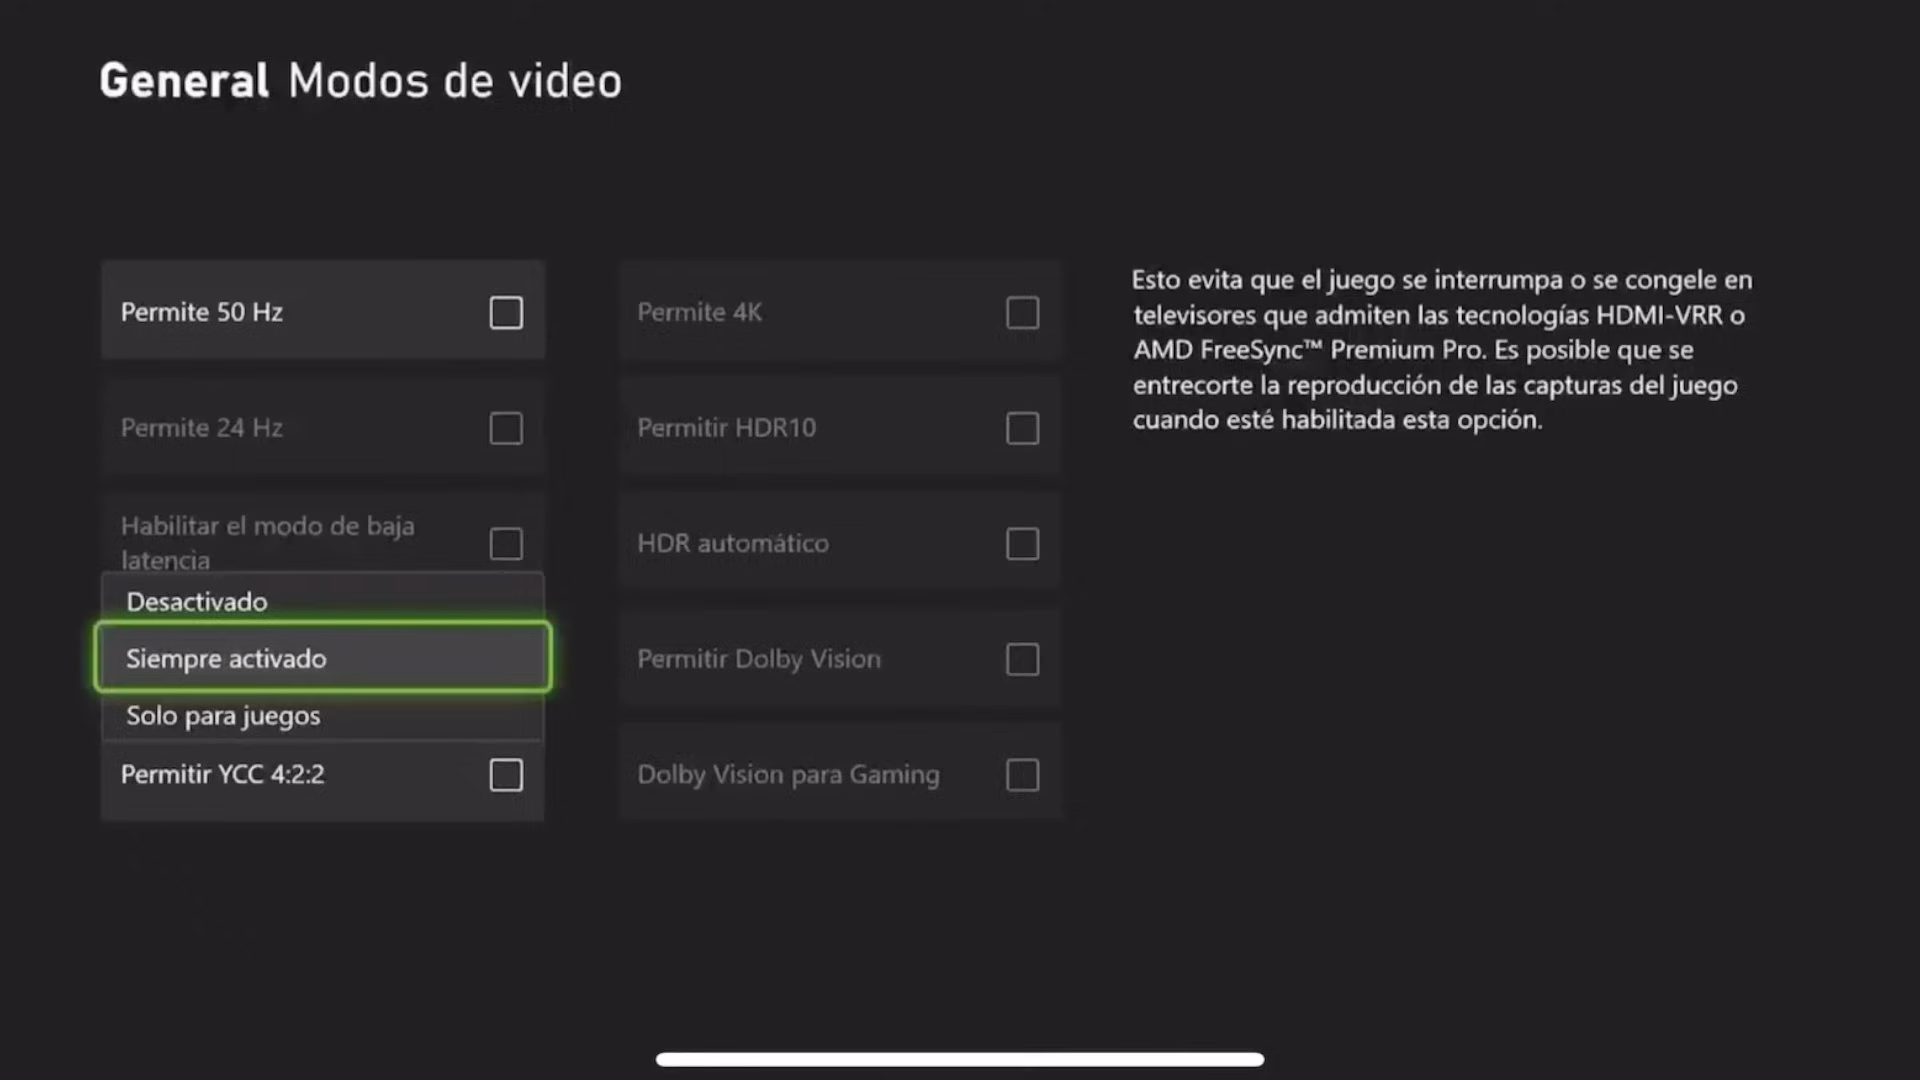 General Modos de video
Permite 50 Hz
Permite 24 Hz
Habilitar el modo de baja
latencia
Desactivado
Siempre activado
Solo para juegos
Permitir YCC 4:2:2
Permite 4K
Permitir HDR10
HDR automático
Permitir Dolby Vision
Dolby Vision para Gaming
Esto evita que el juego se interrumpa o se congele en
televisores que admiten las tecnologías HDMI-VRR o
AMD FreeSync™ Premium Pro. Es posible que se
entrecorte la reproducción de las capturas del juego
cuando esté habilitada esta opción.